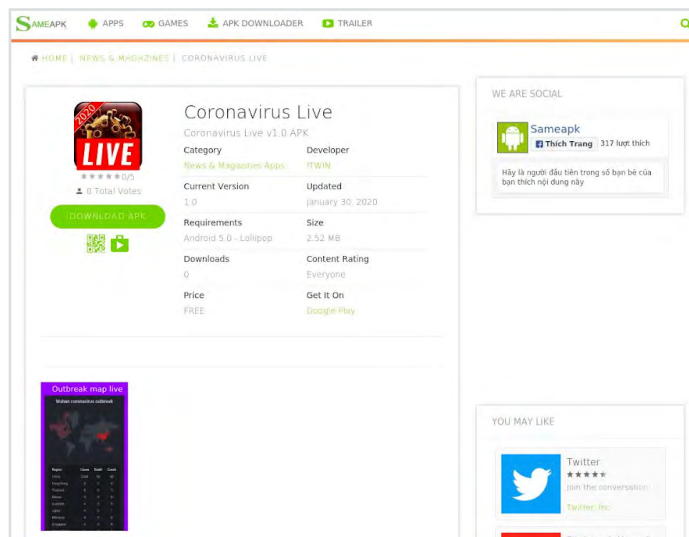 SAMEAPK
APPS
GAMES
APK DOWNLOADER
TRAILER
HOME | NEWS & MAGAZINES | CORONAVIRUS LIVE
2020
LIVE
0/5
0 Total Votes
DOWNLOAD APK
Coronavirus Live
Coronavirus Live v1.0 APK
Category
Developer
News & Magazines Apps
ITWIN
Current Version
Updated
1.0
January 30, 2020
Requirements
Size
Android 5.0 - Lollipop
2.52 MB
Downloads
Content Rating
0
Everyone
Price
Get It On
FREE
Google Play
Outbreak map live
Wuhan coronavirus outbreak
WE ARE SOCIAL
Sameapk
Thích Trang
317 lượt thích
Hãy là người đầu tiên trong số bạn bè của
bạn thích nội dung này
YOU MAY LIKE
Twitter
Join the conversation
Twitter, Inc.